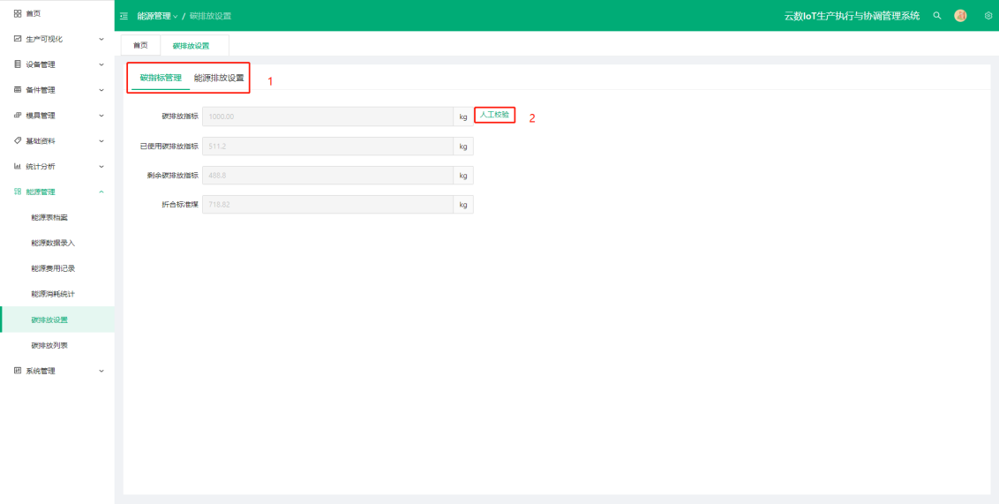 首页
生产可视化
设备管理
备件管理
模具管理
基础资料
统计分析
能源管理
能源表档案
能源数据录入
能源费用记录
能源消耗统计
碳排放设置
碳排放列表
系统管理
能源管理 / 碳排放设置
云数IoT生产执行与协调管理系统
首页 碳排放设置
碳指标管理 能源排放设置 1
碳排放指标 1000.00 kg 人工校验 2
已使用碳排放指标 511.2 kg
剩余碳排放指标 488.8 kg
折合标准煤 718.82 kg